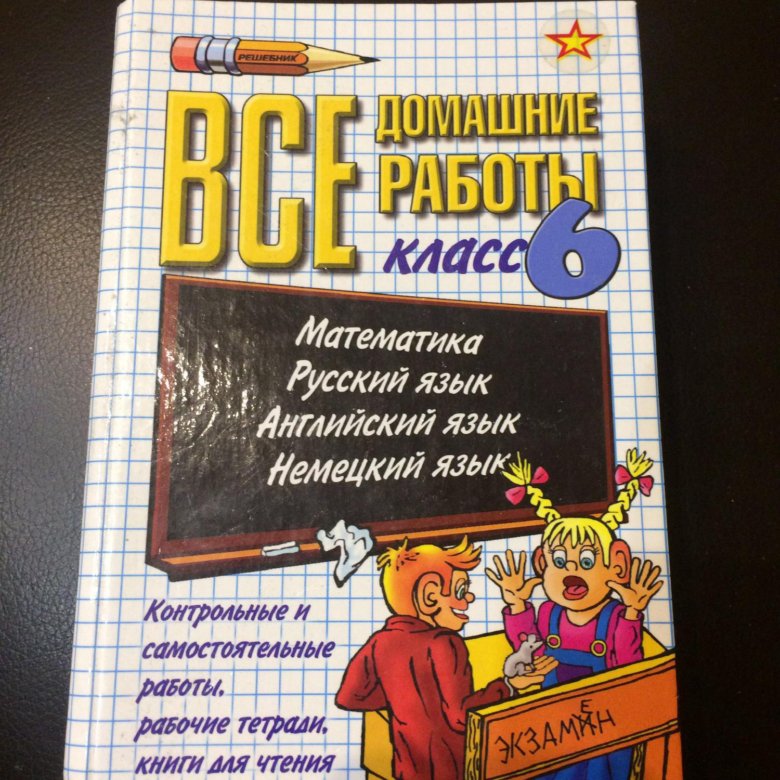 РЕШЕБНИК
ВСЕ ДОМАШНИЕ
РАБОТЫ
класс 6
Математика
Русский язык
Английский язык
Немецкий язык
Контрольные и
самостоятельные
работы,
рабочие тетради,
книги для чтения
Е
ЭКЗАМИН